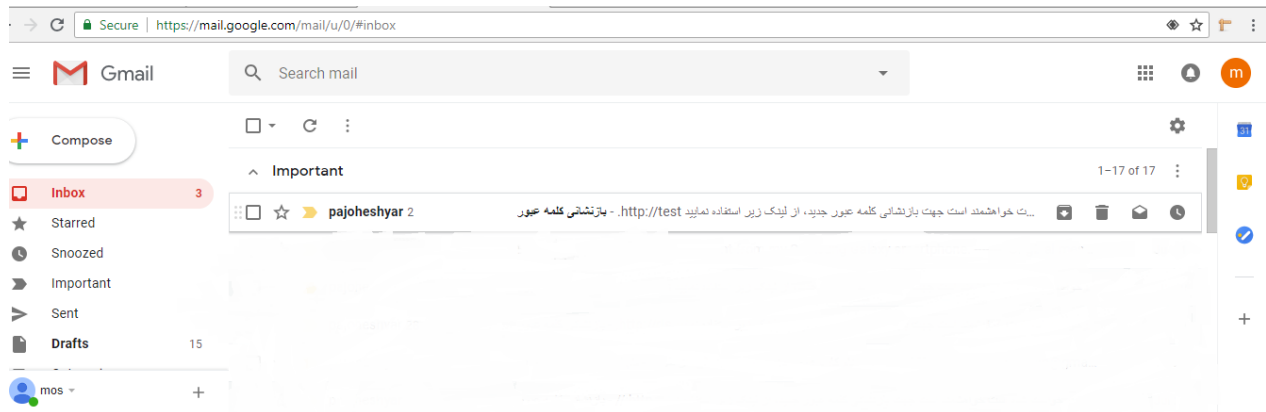 Secure | https://mail.google.com/mail/u/0/#inbox
Gmail
Search mail
m
Compose
31
Important
1–17 of 17
Inbox 3
pajoheshyar 2
بازنشانی کلمه عبور - .http://test ت خواهشمند است جهت بازنشانی کلمه عبور جدید، از لینک زیر استفاده نمایید...
Starred
Snoozed
Important
Sent
Drafts 15
mos